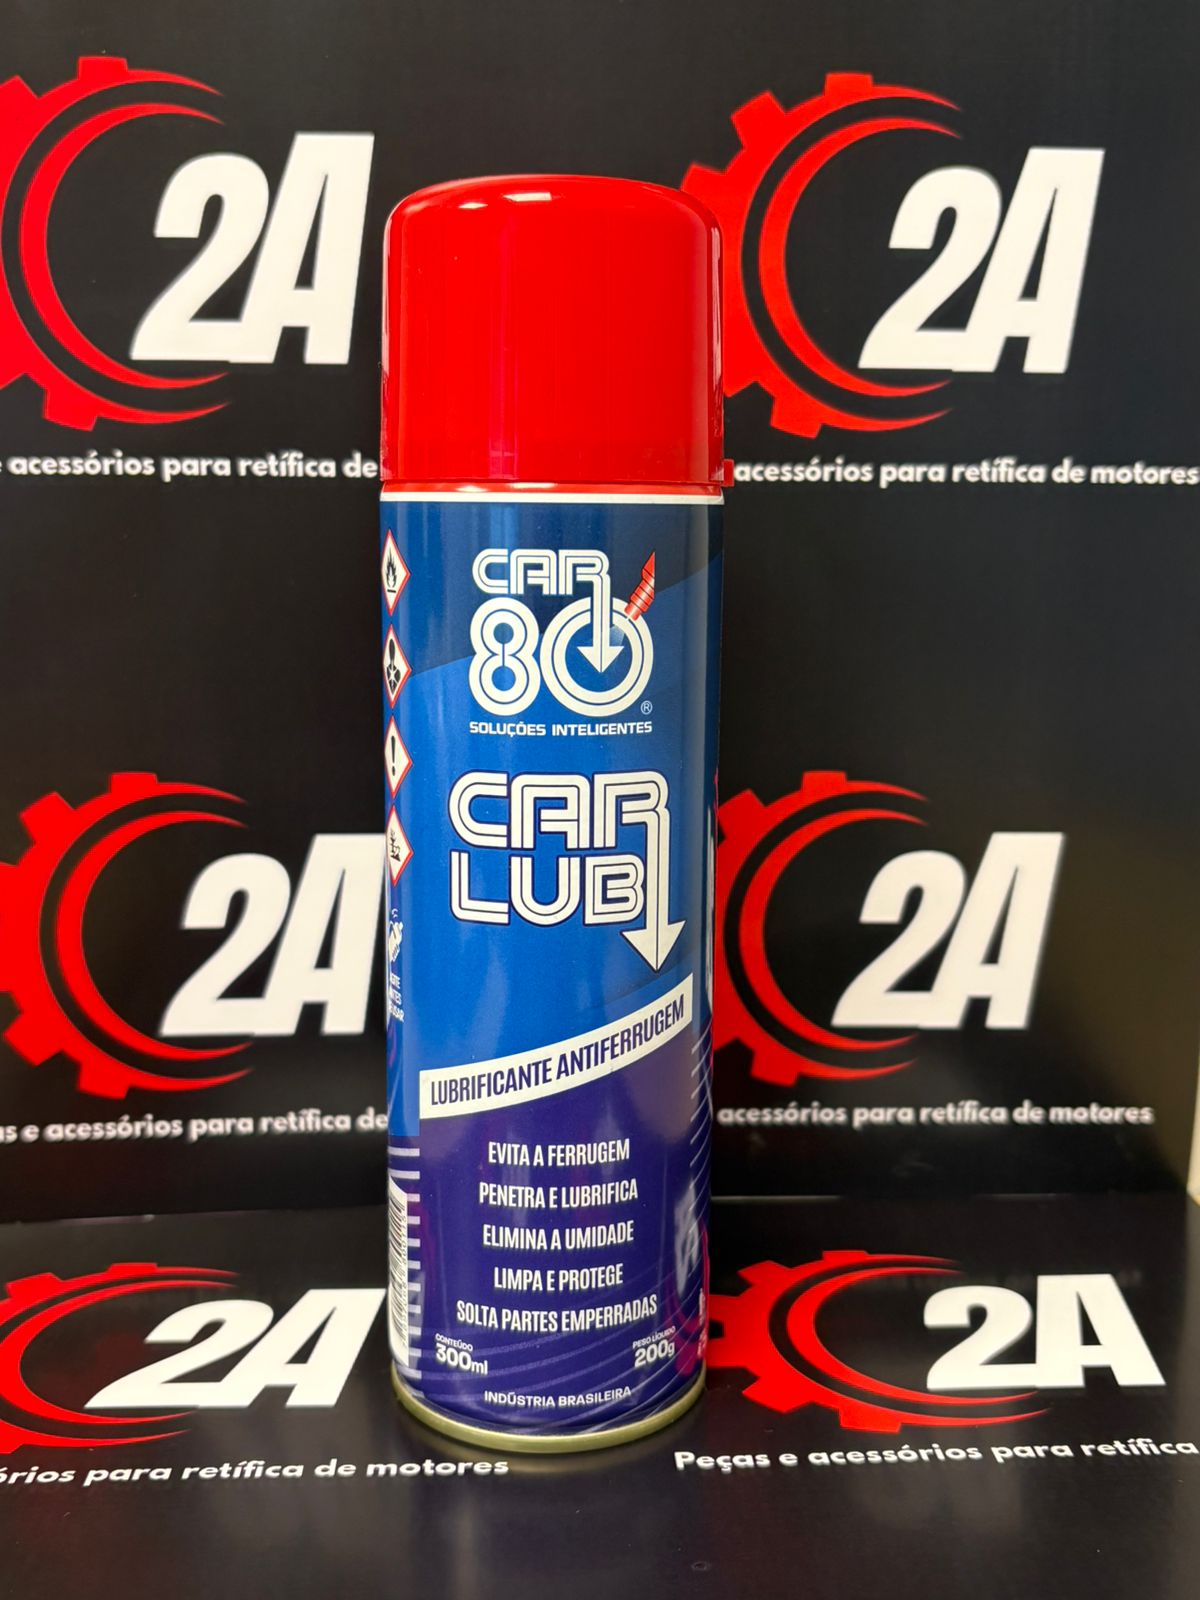 2A
2A
acessórios para retífica de
acessórios para retífica de motores
CAR
80
®
SOLUÇÕES INTELIGENTES
CAR
LUB
LUBRIFICANTE ANTIFERRUGEM
EVITA A FERRUGEM
PENETRA E LUBRIFICA
ELIMINA A UMIDADE
LIMPA E PROTEGE
SOLTA PARTES EMPERRADAS
CONTEÚDO
300ml
PESO LÍQUIDO
200g
INDÚSTRIA BRASILEIRA
2A
2A
e acessórios para retífica de
acessórios para retífica de motores
2A
2A
para retífica de motores
Peças e acessórios para retífica